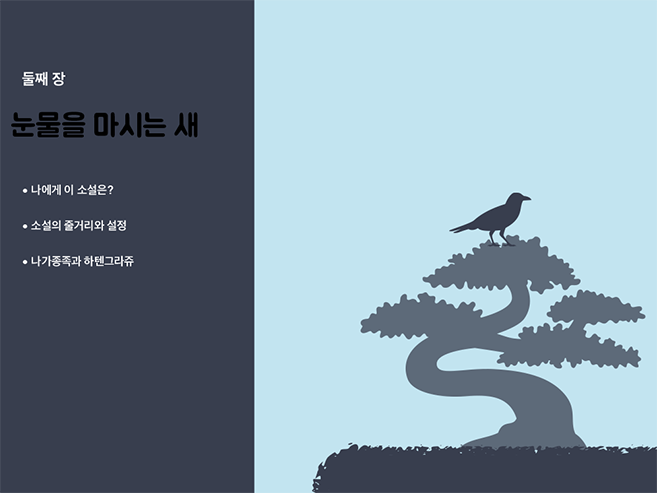 둘째 장
눈물을 마시는 새
• 나에게 이 소설은?
• 소설의 줄거리와 설정
• 나가종족과 하텐그라쥬